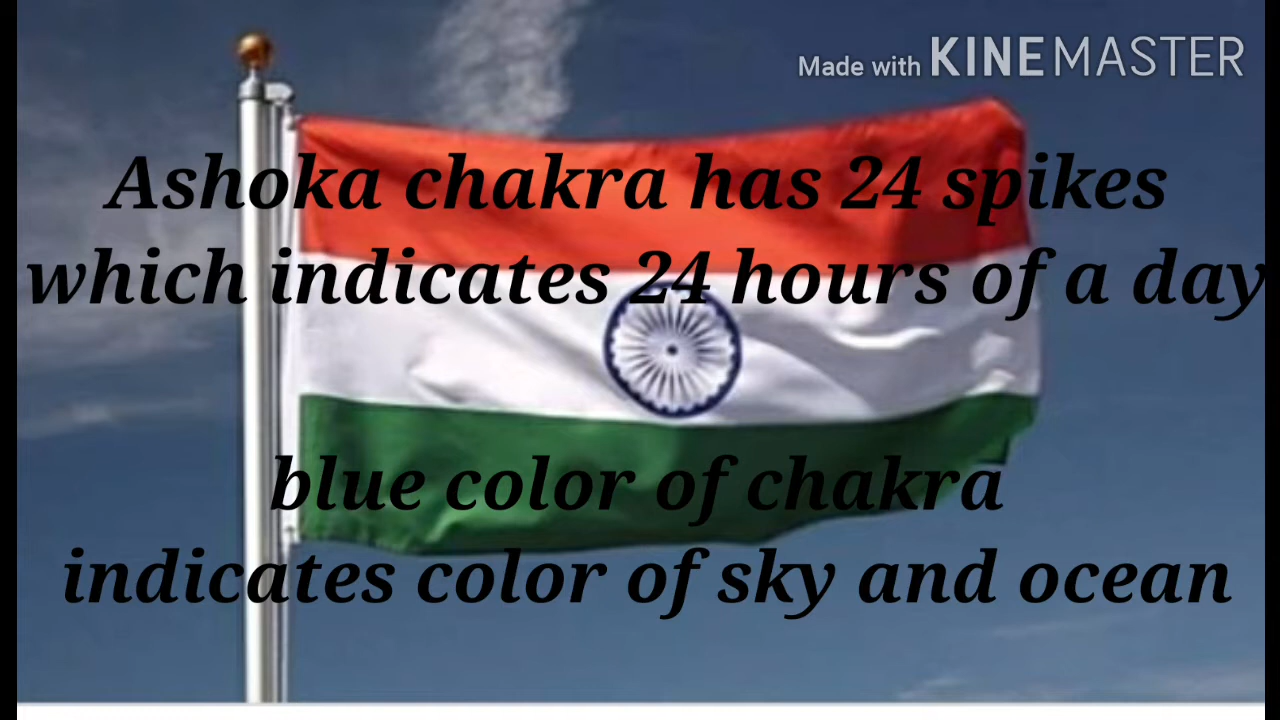 Made with KINEMASTER
Ashoka chakra has 24 spikes
which indicates 24 hours of a day
blue color of chakra
indicates color of sky and ocean